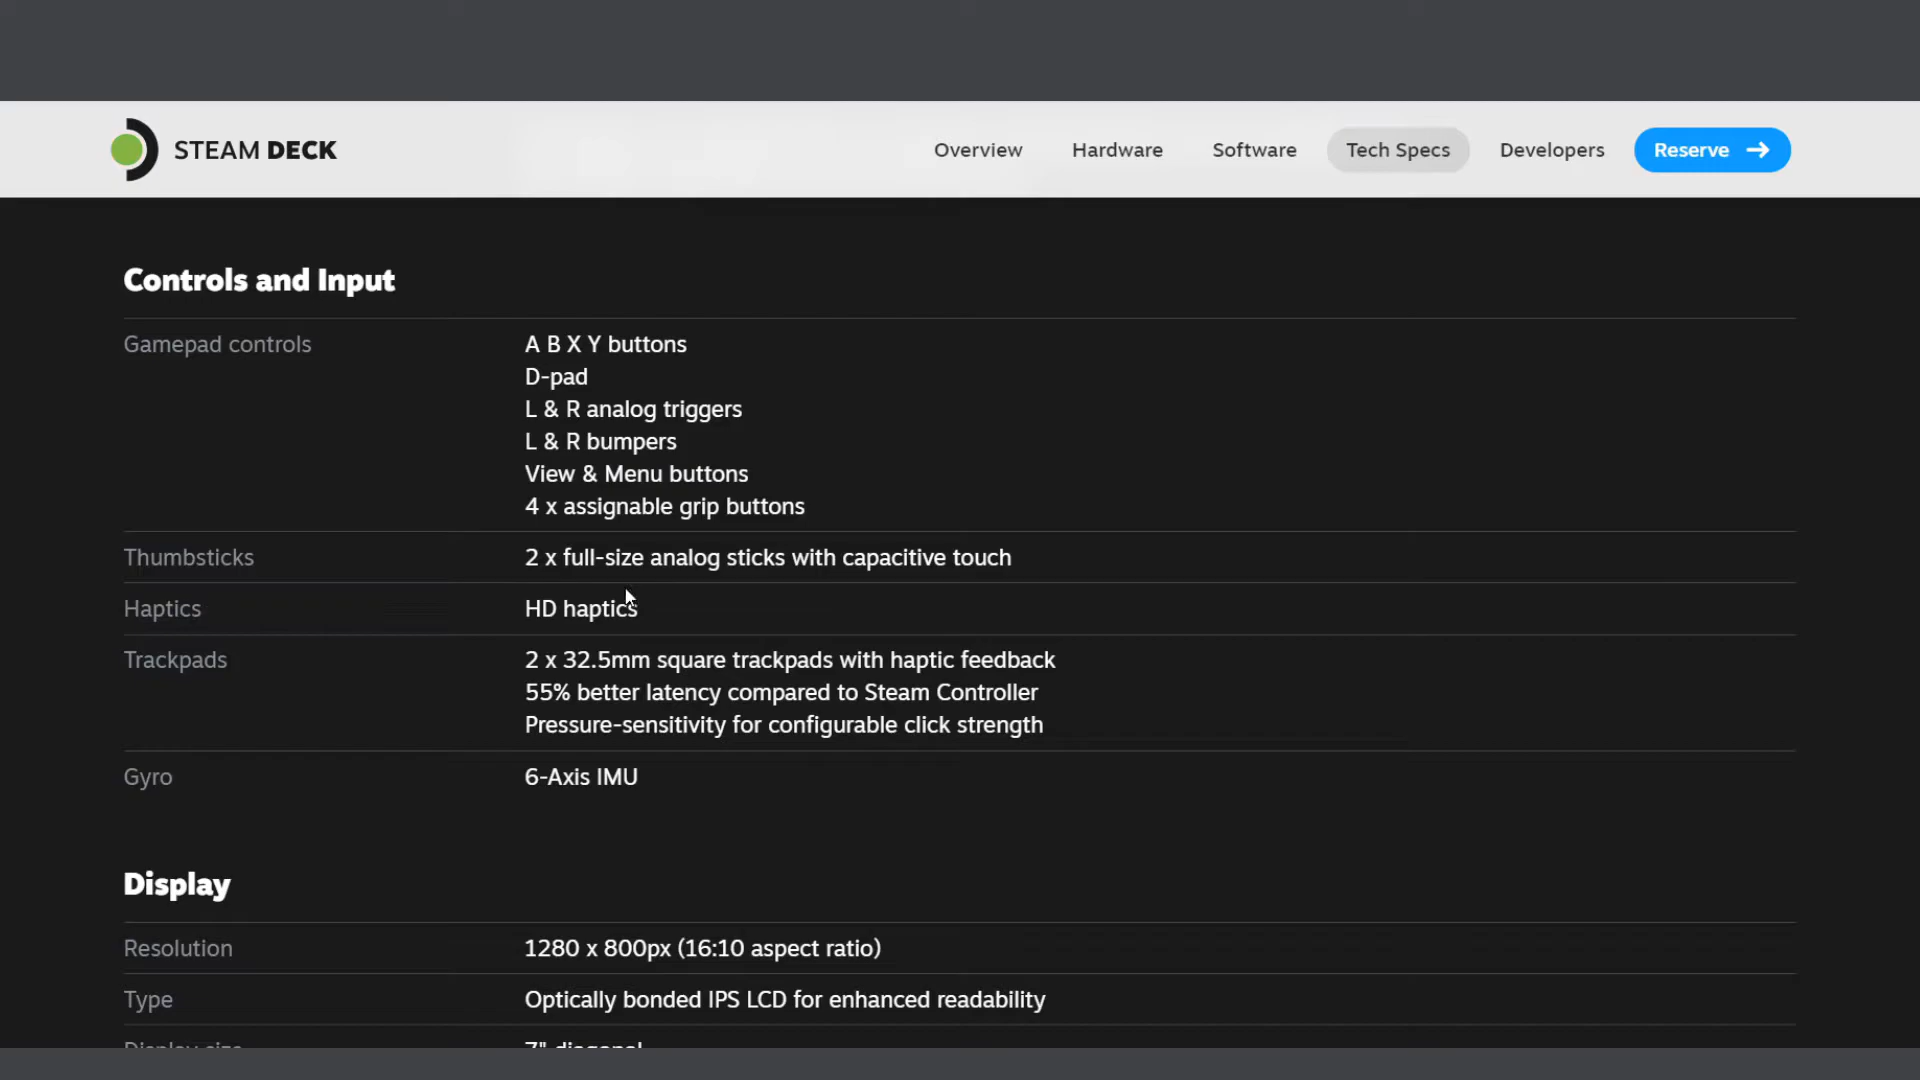 STEAM DECK
Overview
Hardware
Software
Tech Specs
Developers
Reserve →
Controls and Input
Gamepad controls
A B X Y buttons
D-pad
L & R analog triggers
L & R bumpers
View & Menu buttons
4 x assignable grip buttons
Thumbsticks
2 x full-size analog sticks with capacitive touch
Haptics
HD haptics
Trackpads
2 x 32.5mm square trackpads with haptic feedback
55% better latency compared to Steam Controller
Pressure-sensitivity for configurable click strength
Gyro
6-Axis IMU
Display
Resolution
1280 x 800px (16:10 aspect ratio)
Type
Optically bonded IPS LCD for enhanced readability
Display size
7" diagonal